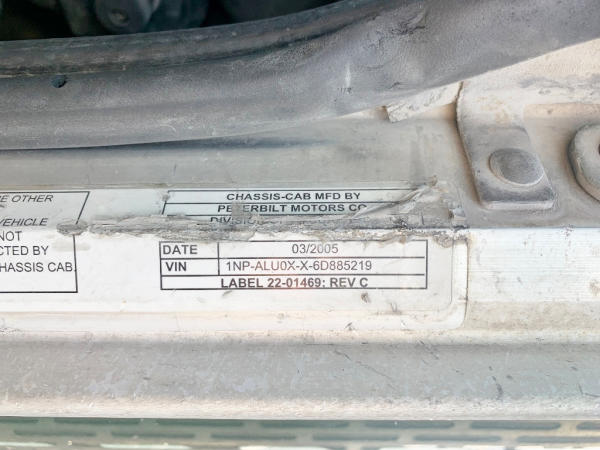 E OTHER
VEHICLE
NOT
CTED BY
HASSIS CAB.
CHASSIS-CAB MFD BY
PETERBILT MOTORS CO
DIVISION
DATE 03/2005
VIN 1NP-ALU0X-X-6D885219
LABEL 22-01469: REV C